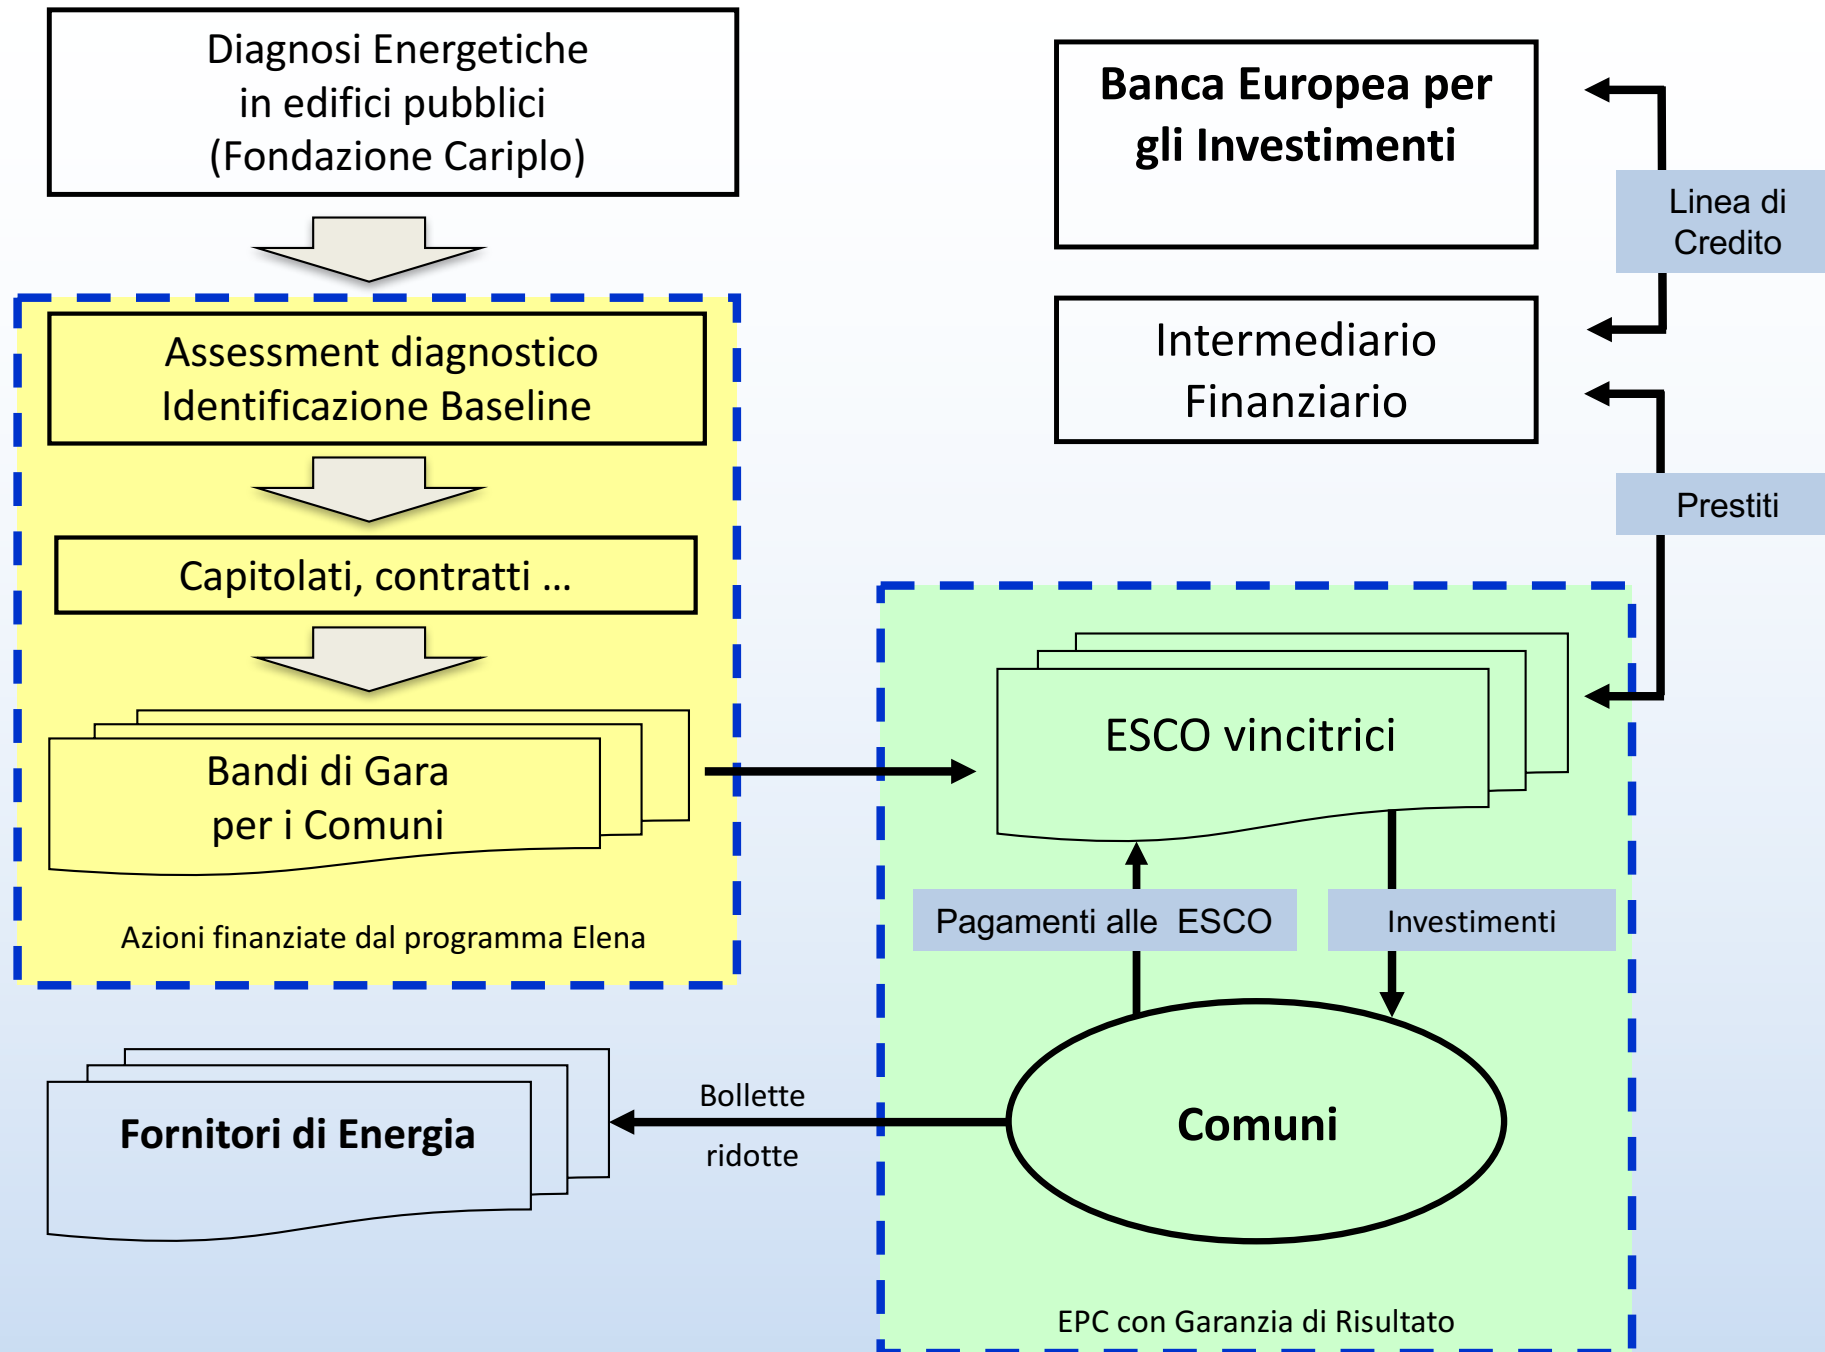 Diagnosi Energetiche
in edifici pubblici
(Fondazione Cariplo)
Assessment diagnostico
Identificazione Baseline
Capitolati, contratti ...
Bandi di Gara
per i Comuni
Azioni finanziate dal programma Elena
Fornitori di Energia
Bollette
ridotte
Banca Europea per
gli Investimenti
Linea di
Credito
Intermediario
Finanziario
Prestiti
ESCO vincitrici
Pagamenti alle  ESCO
Investimenti
Comuni
EPC con Garanzia di Risultato